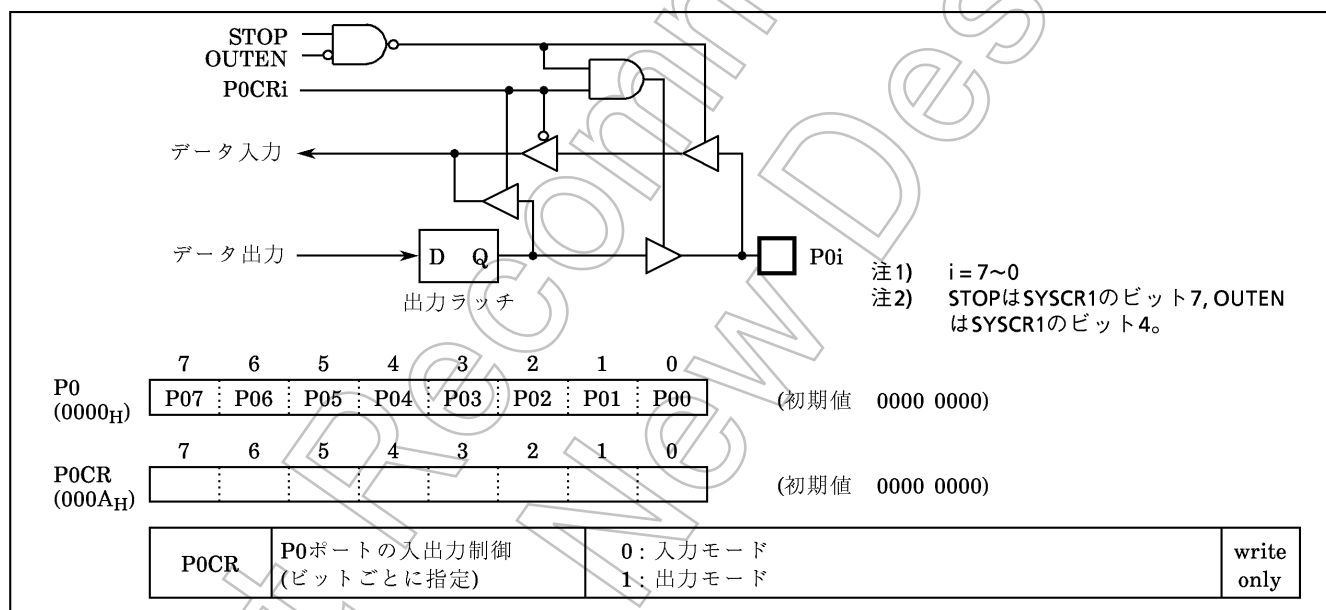 STOP
OUTEN
P0CRi
データ入力
データ出力
D Q
出力ラッチ
P0i
注1) i = 7~0
注2) STOPはSYSCR1のビット7, OUTEN
はSYSCR1のビット4。
7 6 5 4 3 2 1 0
P0
(0000H)
P07 P06 P05 P04 P03 P02 P01 P00
(初期値 0000 0000)
7 6 5 4 3 2 1 0
P0CR
(000AH)
(初期値 0000 0000)
P0CR
P0ポートの入出力制御
(ビットごとに指定)
0 : 入力モード
1 : 出力モード
write
only